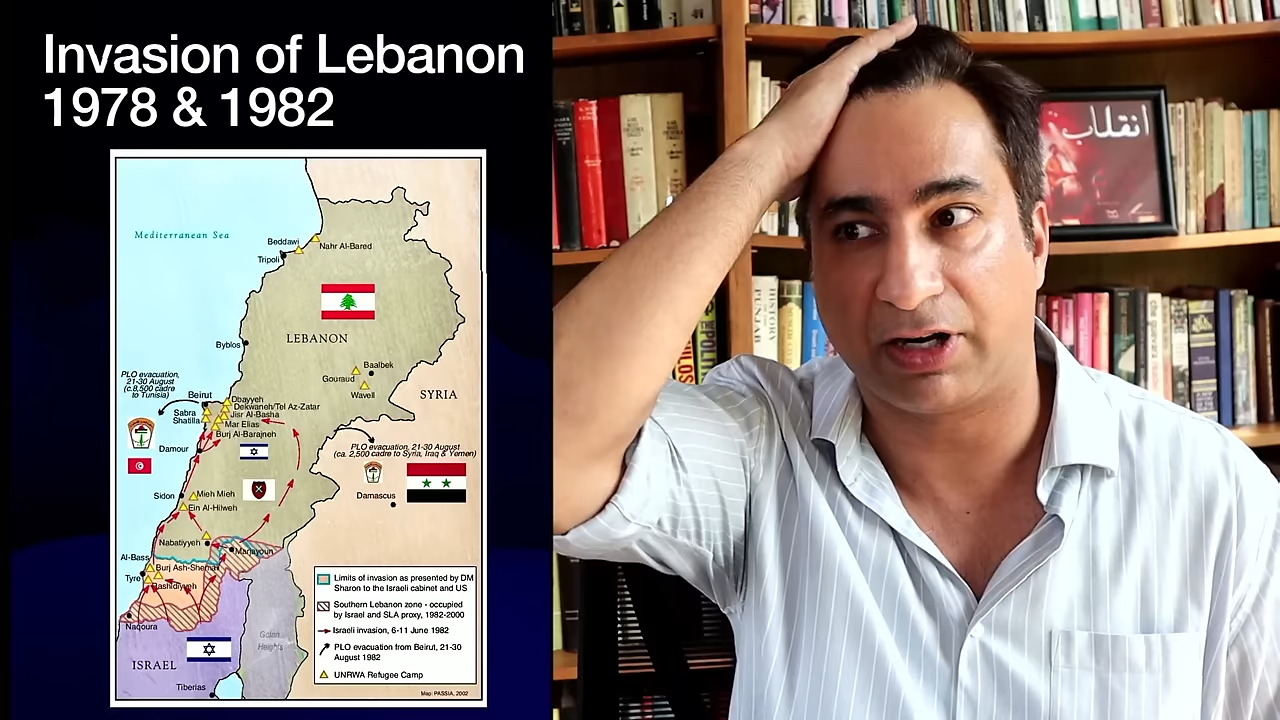 Invasion of Lebanon
1978 & 1982
Mediterranean Sea
Beddawi
Nahr Al-Bared
Tripoli
LEBANON
Byblos
Baalbek
Gouraud
Wavell
SYRIA
PLO evacuation,
21-30 August
(c.8,500 cadre
to Tunisia)
Beirut
Dbayyeh
Dekwaneh/Tel Az-Zatar
Sabra
Jisr Al-Basha
Shatilla
Mar Elias
Burj Al-Barajneh
Damour
PLO evacuation, 21-30 August
(ca. 2,500 cadre to Syria, Iraq & Yemen)
Damascus
Sidon
Mieh Mieh
Ein Al-Hilweh
Nabatiyyeh
Marjayoun
Al-Bass
Burj Ash-Shemali
Tyre
Rashidiyeh
Naqoura
ISRAEL
Golan
Heights
Tiberias
Limits of invasion as presented by DM
Sharon to the Israeli cabinet and US
Southern Lebanon zone - occupied
by Israel and SLA proxy, 1982-2000
Israeli invasion, 6-11 June 1982
PLO evacuation from Beirut, 21-30
August 1982
UNRWA Refugee Camp
Map: PASSIA, 2002
انقلاب
HISTORY
PUNJAB